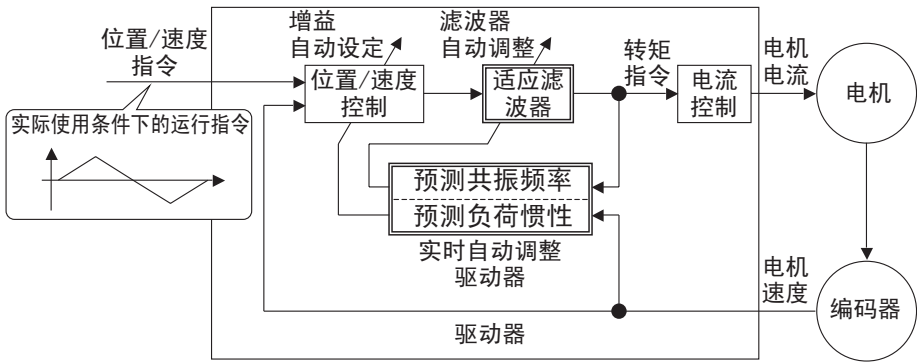 位置/速度
指令
实际使用条件下的运行指令
增益
自动设定
位置/速度
控制
滤波器
自动调整
适应滤
波器
转矩
指令
电流
控制
电机
电流
电机
预测共振频率
预测负荷惯性
实时自动调整
驱动器
电机
速度
编码器
驱动器